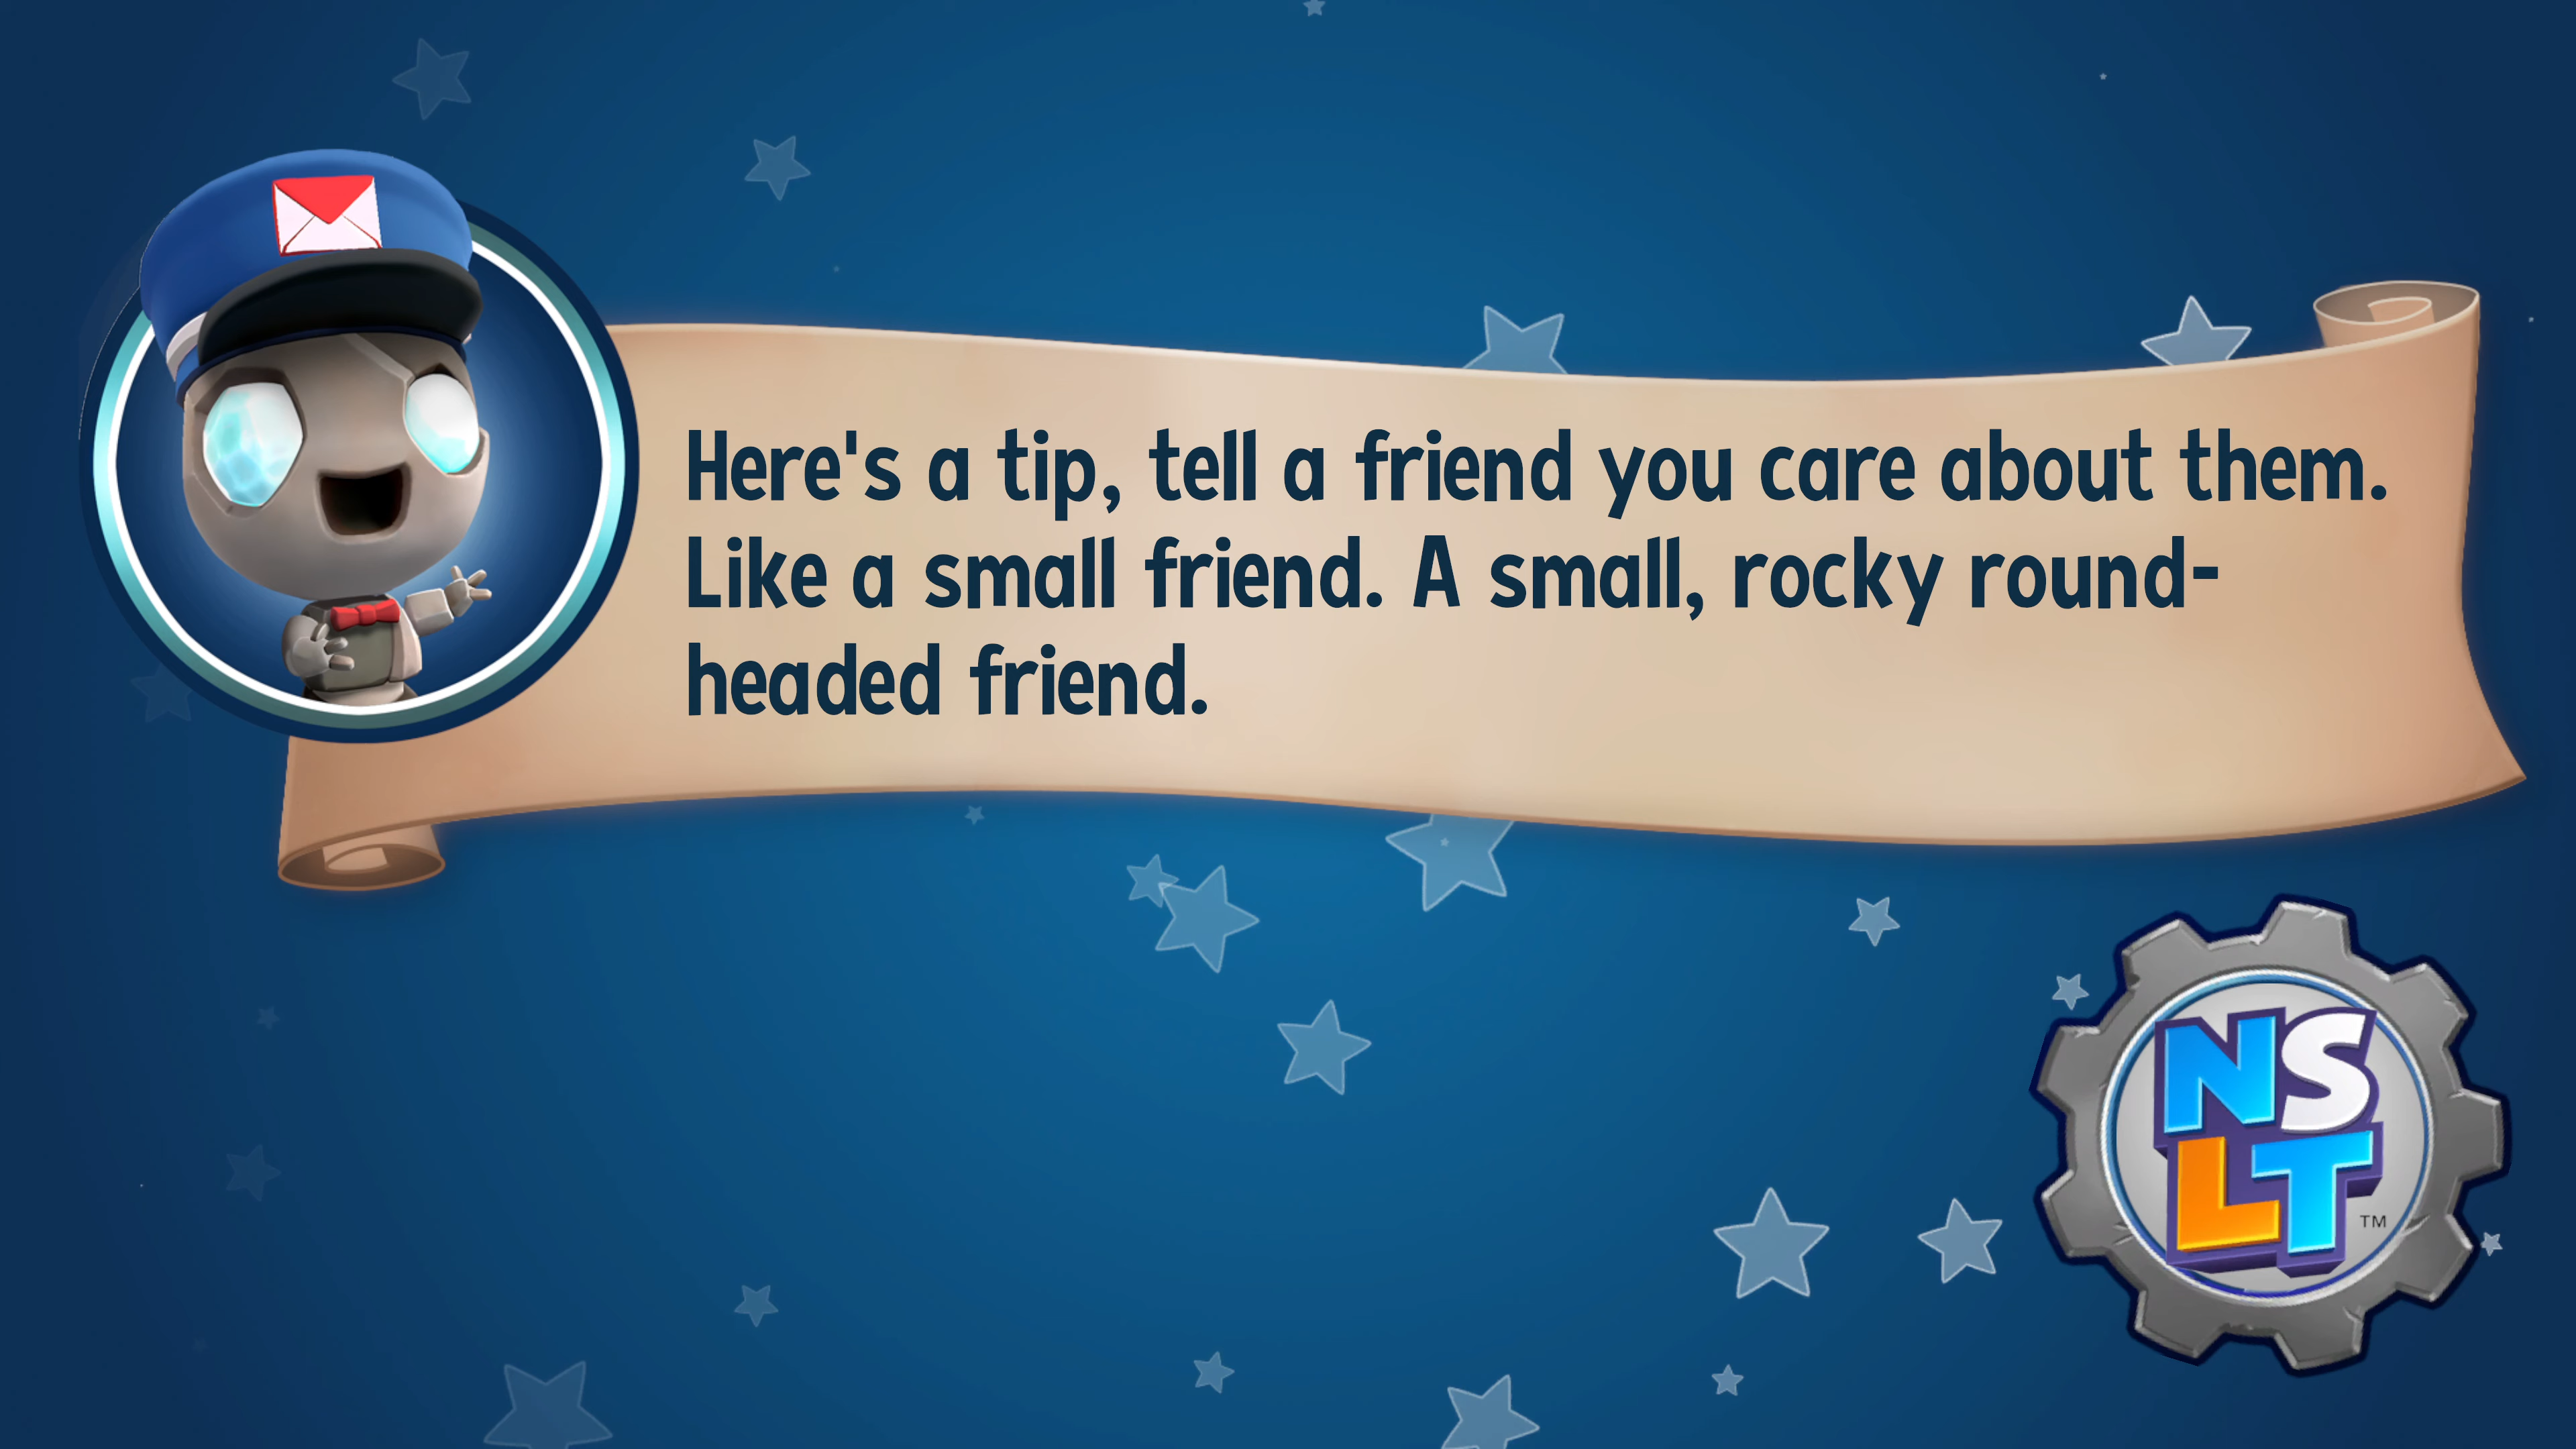 Here's a tip, tell a friend you care about them.
Like a small friend. A small, rocky round-
headed friend.
NS
LT
TM